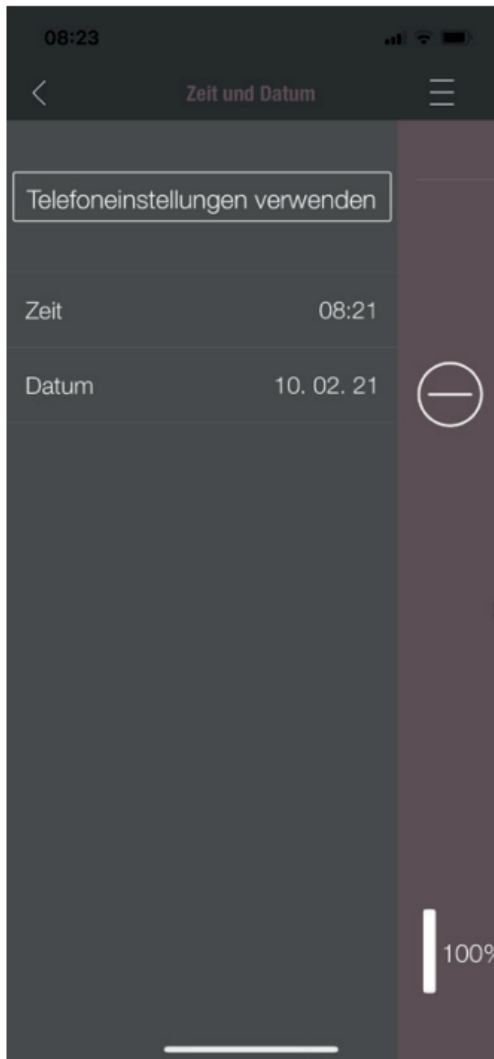 08:23
Zeit und Datum
Telefoneinstellungen verwenden
Zeit 08:21
Datum 10. 02. 21
100%